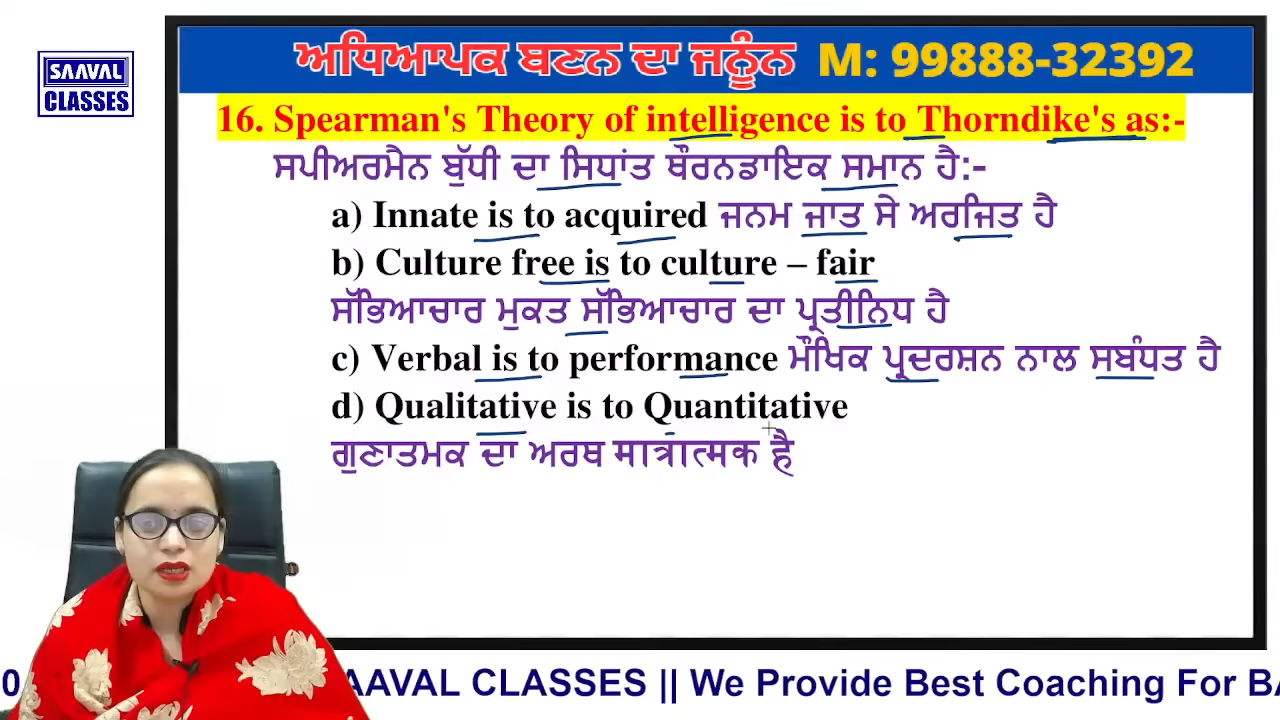 SAAVAL
CLASSES
ਅਧਿਆਪਕ ਬਣਨ ਦਾ ਜਨੂੰਨ M: 99888-32392
16. Spearman's Theory of intelligence is to Thorndike's as:-
ਸਪੀਅਰਮੈਨ ਬੁੱਧੀ ਦਾ ਸਿਧਾਂਤ ਥੌਰਨਡਾਇਕ ਸਮਾਨ ਹੈ:-
a) Innate is to acquired ਜਨਮ ਜਾਤ ਸੇ ਅਰਜਿਤ ਹੈ
b) Culture free is to culture – fair
ਸੱਭਿਆਚਾਰ ਮੁਕਤ ਸੱਭਿਆਚਾਰ ਦਾ ਪ੍ਰਤੀਨਿਧ ਹੈ
c) Verbal is to performance ਮੌਖਿਕ ਪ੍ਰਦਰਸ਼ਨ ਨਾਲ ਸਬੰਧਤ ਹੈ
d) Qualitative is to Quantitative
ਗੁਣਾਤਮਕ ਦਾ ਅਰਥ मात्रात्मक है
0 AAVAL CLASSES || We Provide Best Coaching For BA